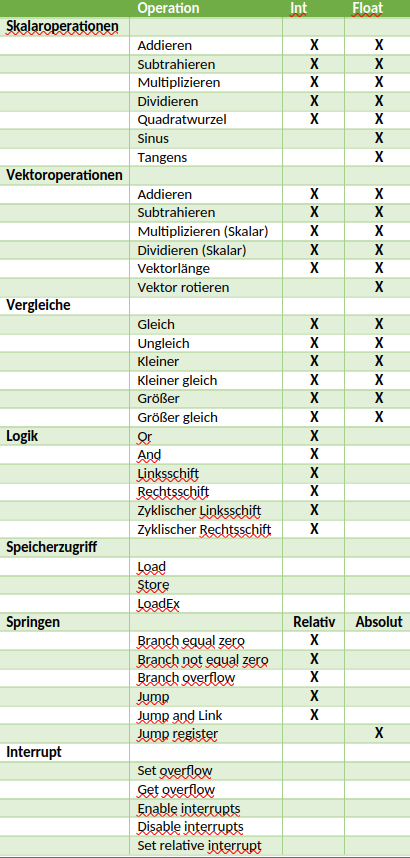 Operation Int Float
Skalaroperationen
Addieren X X
Subtrahieren X X
Multiplizieren X X
Dividieren X X
Quadratwurzel X X
Sinus X
Tangens X
Vektoroperationen
Addieren X X
Subtrahieren X X
Multiplizieren (Skalar) X X
Dividieren (Skalar) X X
Vektorlänge X X
Vektor rotieren X
Vergleiche
Gleich X X
Ungleich X X
Kleiner X X
Kleiner gleich X X
Größer X X
Größer gleich X X
Logik Or X
And X
Linksschift X
Rechtsschift X
Zyklischer Linksschift X
Zyklischer Rechtsschift X
Speicherzugriff
Load
Store
LoadEx
Springen Relativ Absolut
Branch equal zero X
Branch not equal zero X
Branch overflow X
Jump X
Jump and Link X
Jump register X
Interrupt
Set overflow
Get overflow
Enable interrupts
Disable interrupts
Set relative interrupt